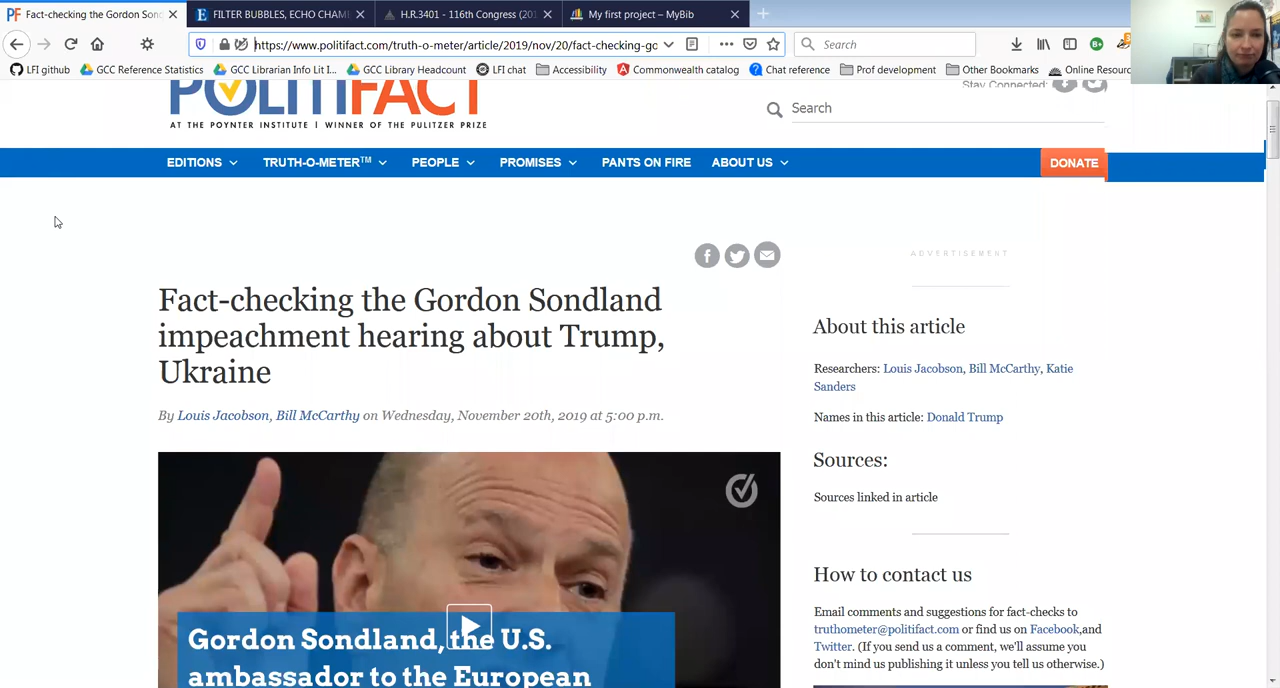 Fact-checking the Gordon Sond
FILTER BUBBLES, ECHO CHAM
H.R.3401 - 116th Congress (201
My first project – MyBib
https://www.politifact.com/truth-o-meter/article/2019/nov/20/fact-checking-go
Search
LFI github
GCC Reference Statistics
GCC Librarian Info Lit I...
GCC Library Headcount
LFI chat
Accessibility
Commonwealth catalog
Chat reference
Prof development
Other Bookmarks
Online Resourc
POLITIFACT
AT THE POYNTER INSTITUTE | WINNER OF THE PULITZER PRIZE
Stay Connected:
Search
EDITIONS
TRUTH-O-METER™
PEOPLE
PROMISES
PANTS ON FIRE
ABOUT US
DONATE
ADVERTISEMENT
Fact-checking the Gordon Sondland
impeachment hearing about Trump,
Ukraine
By Louis Jacobson, Bill McCarthy on Wednesday, November 20th, 2019 at 5:00 p.m.
Gordon Sondland, the U.S.
ambassador to the European
About this article
Researchers: Louis Jacobson, Bill McCarthy, Katie
Sanders
Names in this article: Donald Trump
Sources:
Sources linked in article
How to contact us
Email comments and suggestions for fact-checks to
truthometer@politifact.com or find us on Facebook,and
Twitter. (If you send us a comment, we'll assume you
don't mind us publishing it unless you tell us otherwise.)